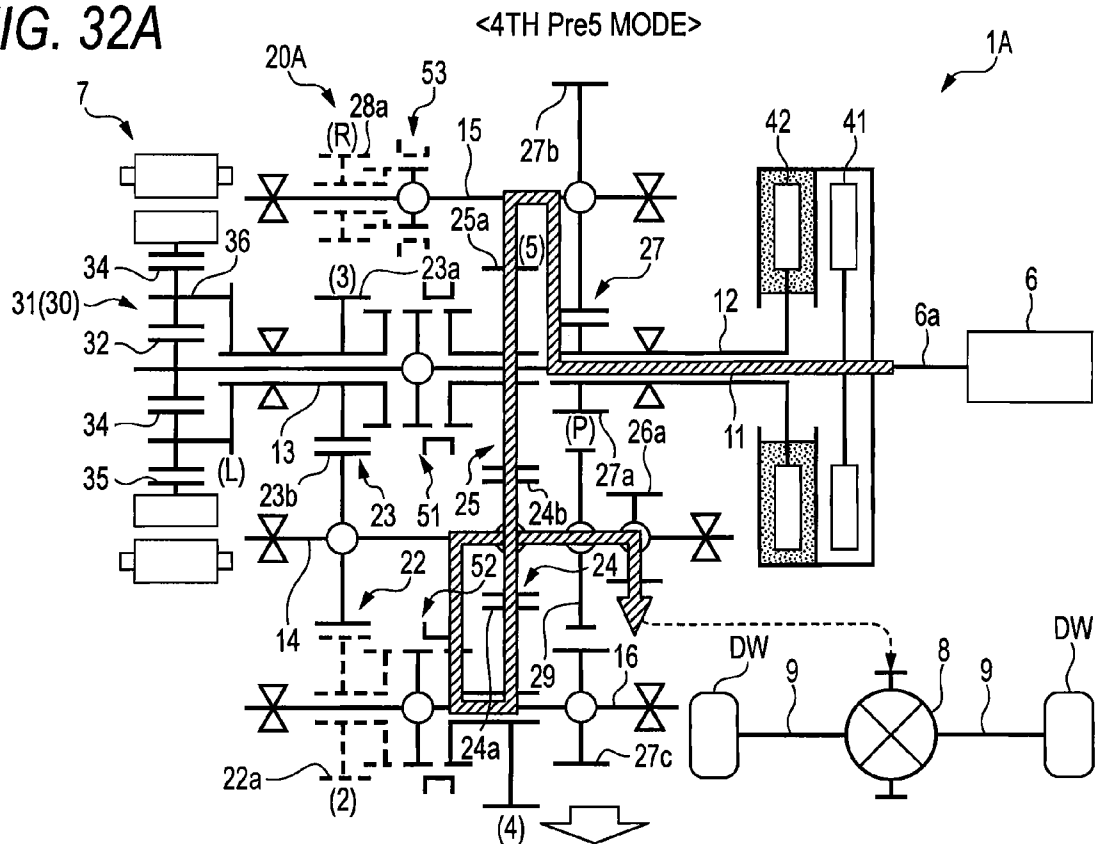 FIG. 32A
<4TH Pre5 MODE>
20A
53
1A
7
28a
(R)
15
27b
42
41
25a
(5)
34
36
(3)
23a
27
6
31(30)
12
6a
32
34
13
(P)
26a
11
35
(L)
27a
23b
23
51
25
24b
22
52
24
14
29
16
DW
DW
9
8
9
24a
27c
22a
(2)
(4)